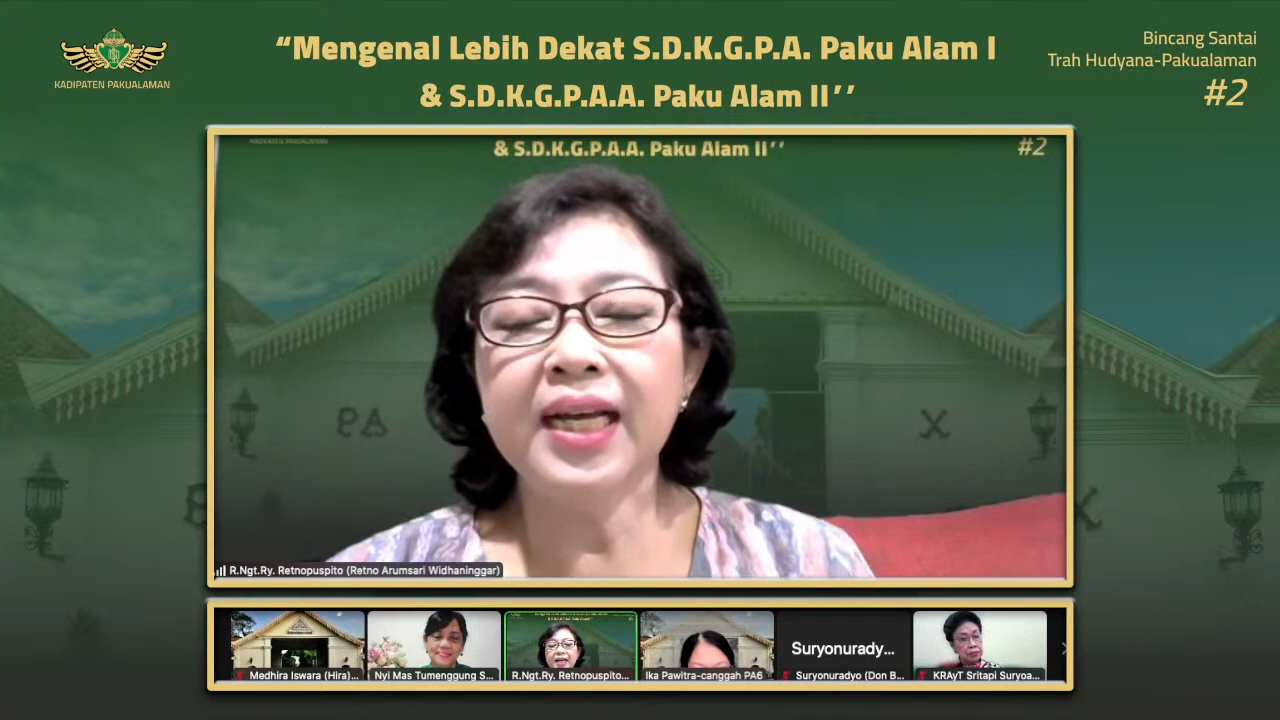 KADIPATEN PAKUALAMAN
“Mengenal Lebih Dekat S.D.K.G.P.A. Paku Alam I
& S.D.K.G.P.A.A. Paku Alam II’’
Bincang Santai
Trah Hudyana-Pakualaman
#2
& S.D.K.G.P.A.A. Paku Alam II’’
#2
PA
X
R.Ngt.Ry. Retnopuspito (Retno Arumsari Widhaninggar)
Suryonurady...
Medhira Iswara (Hira)...
Nyi Mas Tumenggung S...
R.Ngt.Ry. Retnopuspito...
Ika Pawitra-canggah PA6
Suryonuradyo (Don B...
KRAyT Sritapi Suryoa...